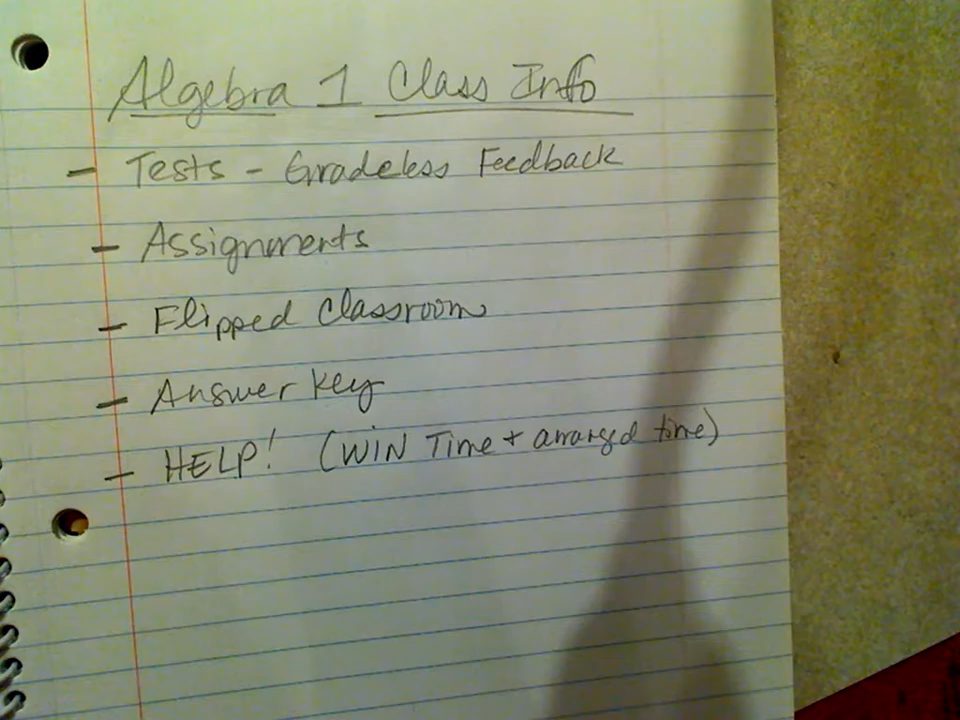 Algebra 1 Class Info
- Tests - Gradeless Feedback
- Assignments
- Flipped Classroom
- Answer Key
- HELP! (WIN Time + arranged time)